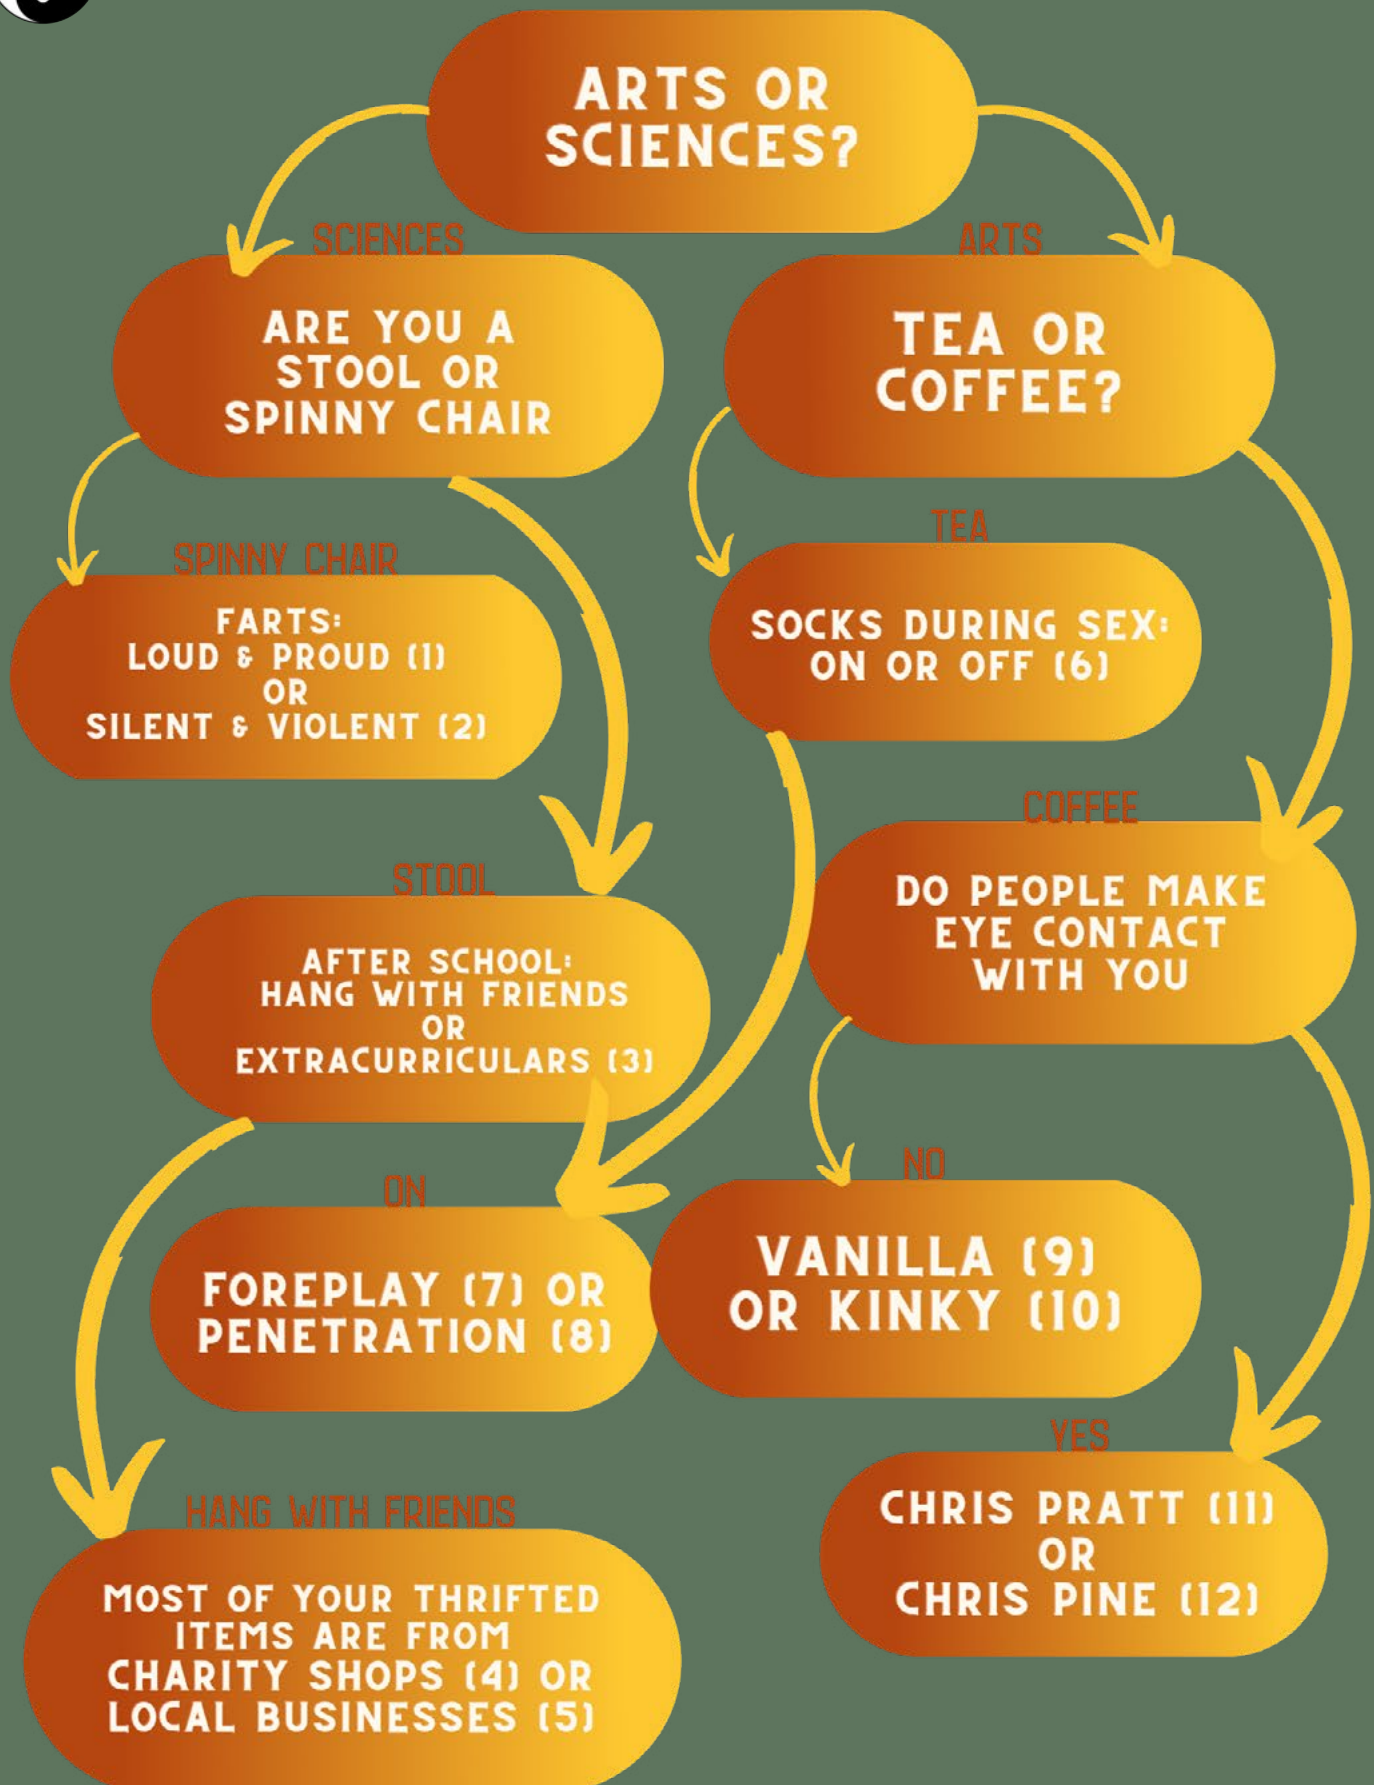 ARTS OR
SCIENCES?
SCIENCES
ARTS
ARE YOU A
STOOL OR
SPINNY CHAIR
TEA OR
COFFEE?
SPINNY CHAIR
FARTS:
LOUD & PROUD (1)
OR
SILENT & VIOLENT (2)
TEA
SOCKS DURING SEX:
ON OR OFF (6)
STOOL
AFTER SCHOOL:
HANG WITH FRIENDS
OR
EXTRACURRICULARS (3)
COFFEE
DO PEOPLE MAKE
EYE CONTACT
WITH YOU
ON
FOREPLAY (7) OR
PENETRATION (8)
NO
VANILLA (9)
OR KINKY (10)
HANG WITH FRIENDS
MOST OF YOUR THRIFTED
ITEMS ARE FROM
CHARITY SHOPS (4) OR
LOCAL BUSINESSES (5)
YES
CHRIS PRATT (11)
OR
CHRIS PINE (12)